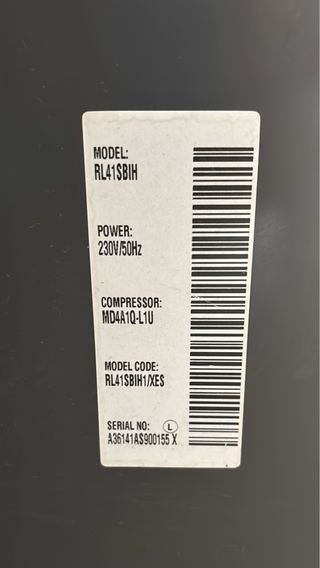 MODEL:
RL41SBIH
POWER:
230V/50Hz
COMPRESSOR:
MD4A1Q-L1U
MODEL CODE:
RL41SBIH1/XES
SERIAL NO: Ⓛ
A36141AS900155 X